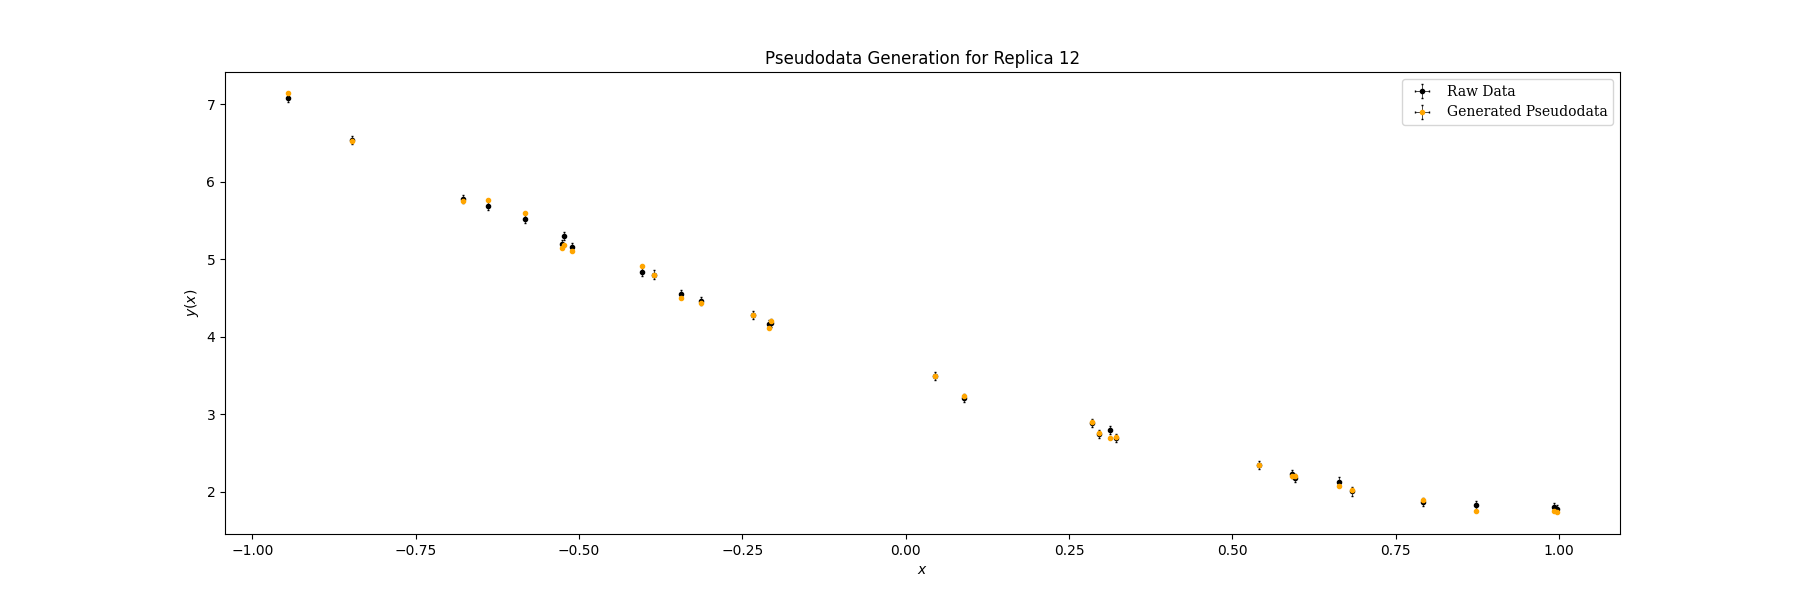 Pseudodata Generation for Replica 12
Raw Data
Generated Pseudodata
7
6
5
4
3
2
y(x)
−1.00 −0.75 −0.50 −0.25 0.00 0.25 0.50 0.75 1.00
x